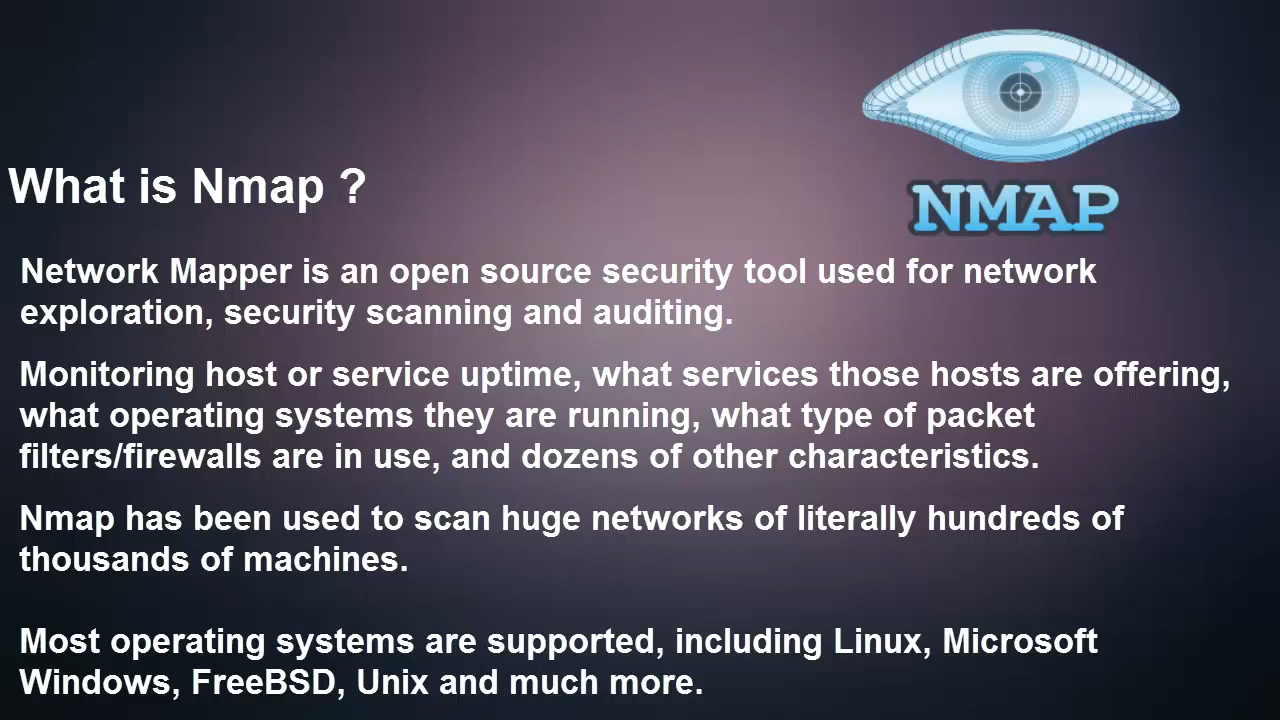 NMAP
What is Nmap ?
Network Mapper is an open source security tool used for network
exploration, security scanning and auditing.
Monitoring host or service uptime, what services those hosts are offering,
what operating systems they are running, what type of packet
filters/firewalls are in use, and dozens of other characteristics.
Nmap has been used to scan huge networks of literally hundreds of
thousands of machines.
Most operating systems are supported, including Linux, Microsoft
Windows, FreeBSD, Unix and much more.